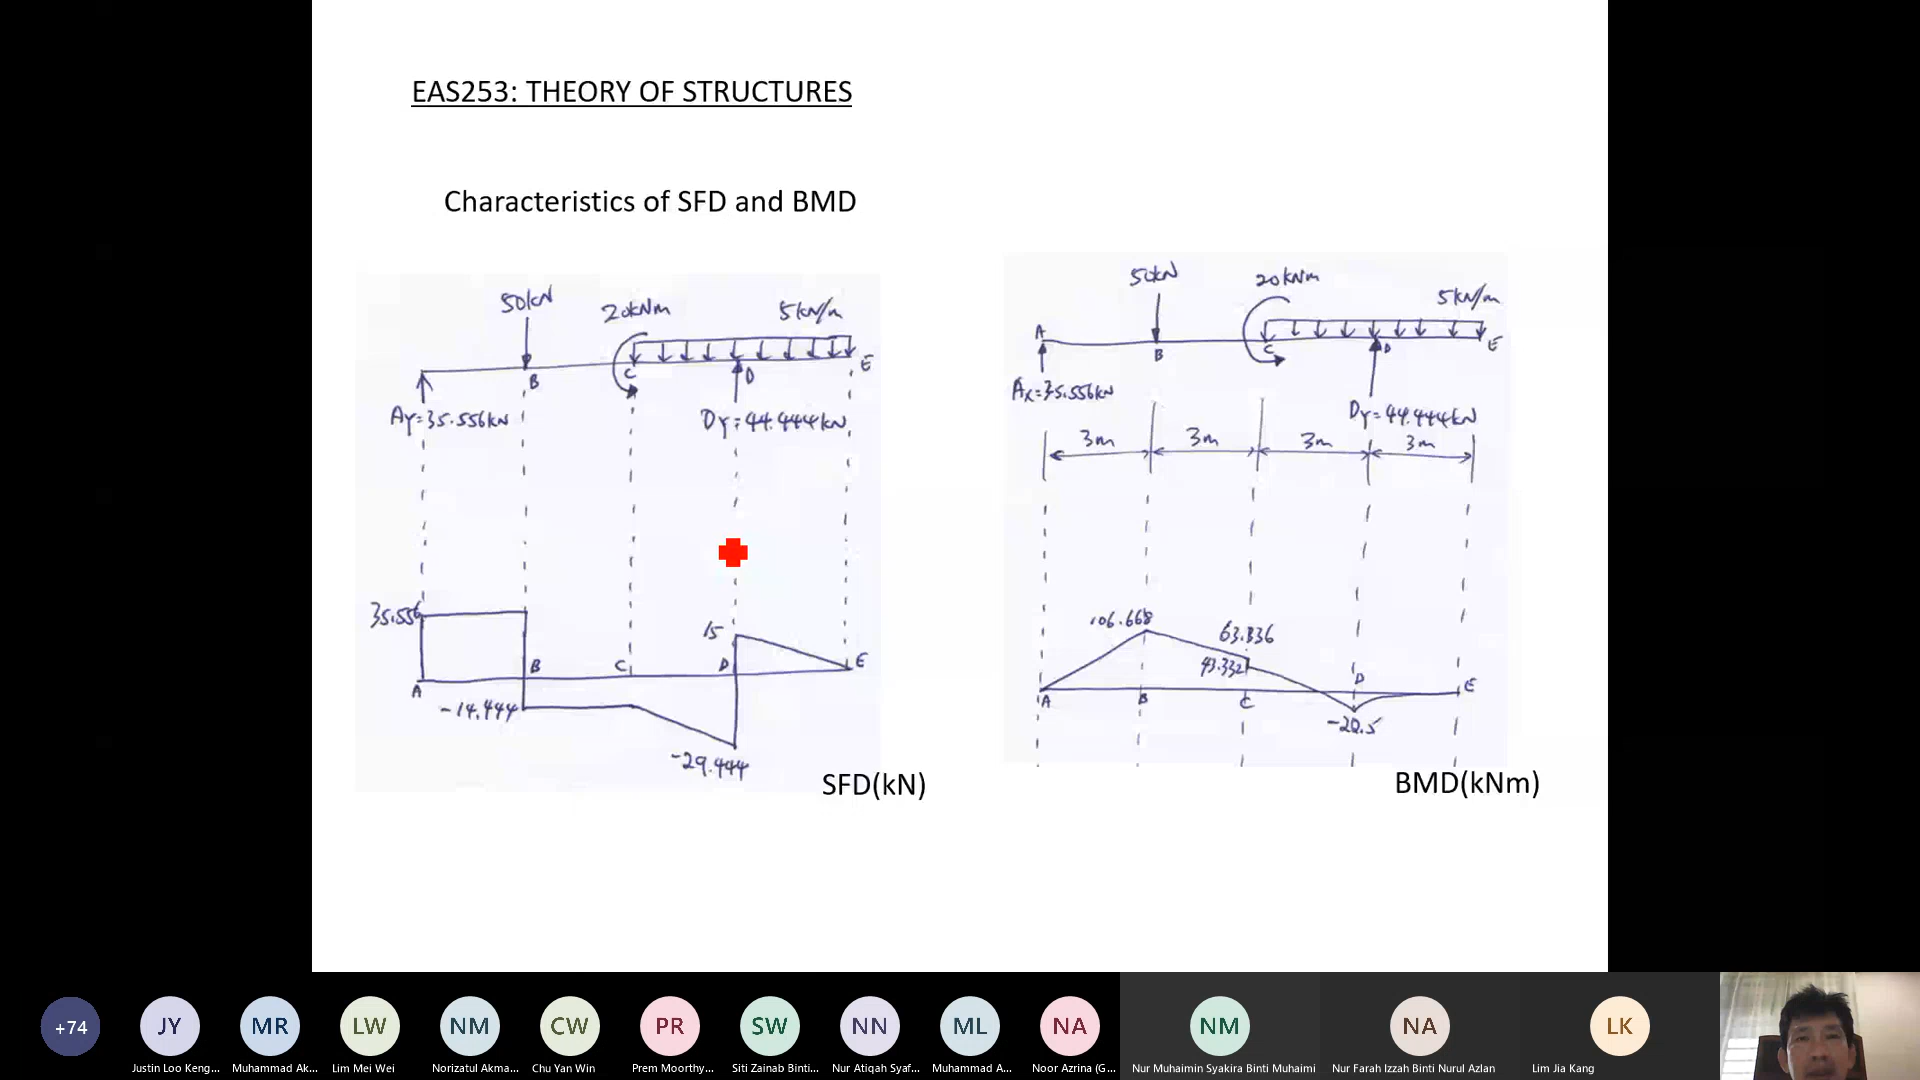 EAS253: THEORY OF STRUCTURES
Characteristics of SFD and BMD
50kN
20kNm
5kN/m
B
C
D
E
Ay=35.556kN
Dy=44.444kN
35.556
15
A
B
C
D
E
-14.444
-29.444
SFD(kN)
50kN
20kNm
5kN/m
A
B
C
D
E
Ax=35.556kN
Dy=44.444kN
3m
3m
3m
3m
106.668
63.336
43.332
A
B
C
D
E
-22.5
BMD(kNm)
+74
JY
MR
LW
NM
CW
PR
SW
NN
ML
NA
NM
NA
LK
Justin Loo Keng...
Muhammad Ak...
Lim Mei Wei
Norizatul Akma...
Chu Yan Win
Prem Moorthy...
Siti Zainab Binti...
Nur Atiqah Syaf...
Muhammad A...
Noor Azrina (G...
Nur Muhaimin Syakira Binti Muhaimi
Nur Farah Izzah Binti Nurul Azlan
Lim Jia Kang